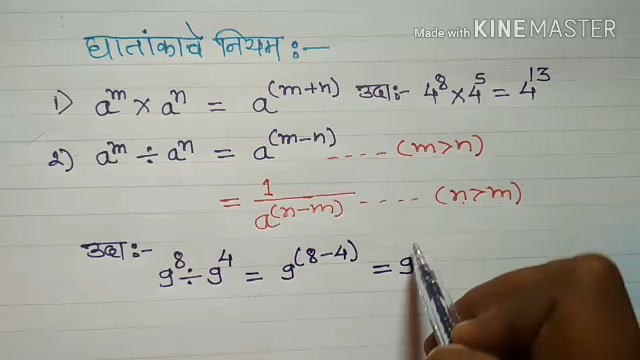 Made with KINEMASTER
घातांकाचे नियम :-
1) a^m × a^n = a^(m+n) उदा:- 4^8 × 4^5 = 4^13
2) a^m ÷ a^n = a^(m-n) ---- (m>n)
= 1/a^(n-m) ---- (n>m)
उदा:- 9^8 ÷ 9^4 = 9^(8-4) = 9